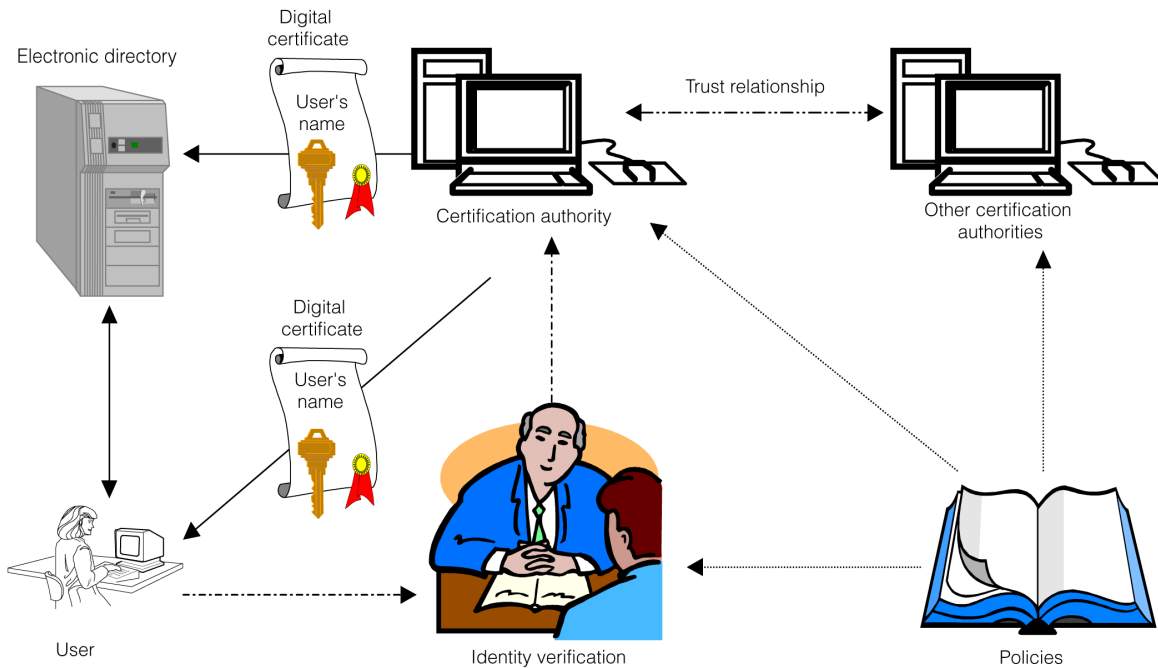 Digital
certificate
Electronic directory
User's
name
Trust relationship
Certification authority
Other certification
authorities
Digital
certificate
User's
name
User
Identity verification
Policies